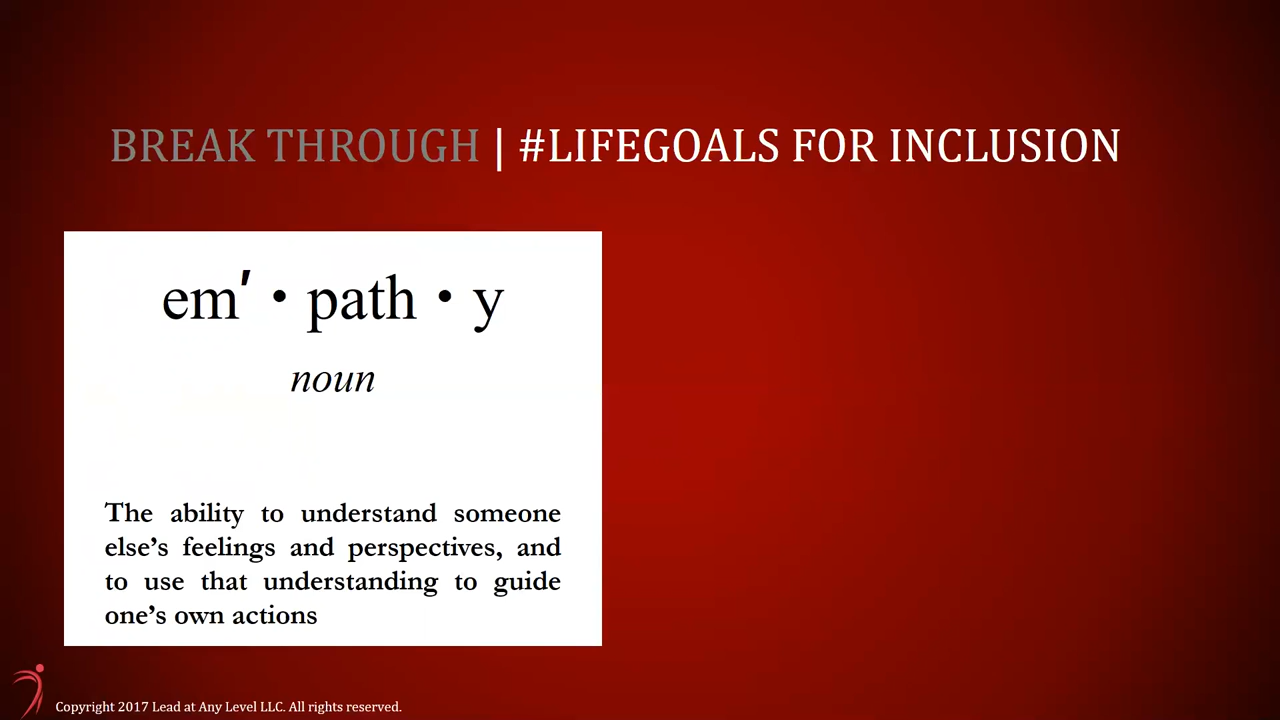 BREAK THROUGH | #LIFEGOALS FOR INCLUSION
em′ • path • y
noun
The ability to understand someone
else’s feelings and perspectives, and
to use that understanding to guide
one’s own actions
Copyright 2017 Lead at Any Level LLC. All rights reserved.